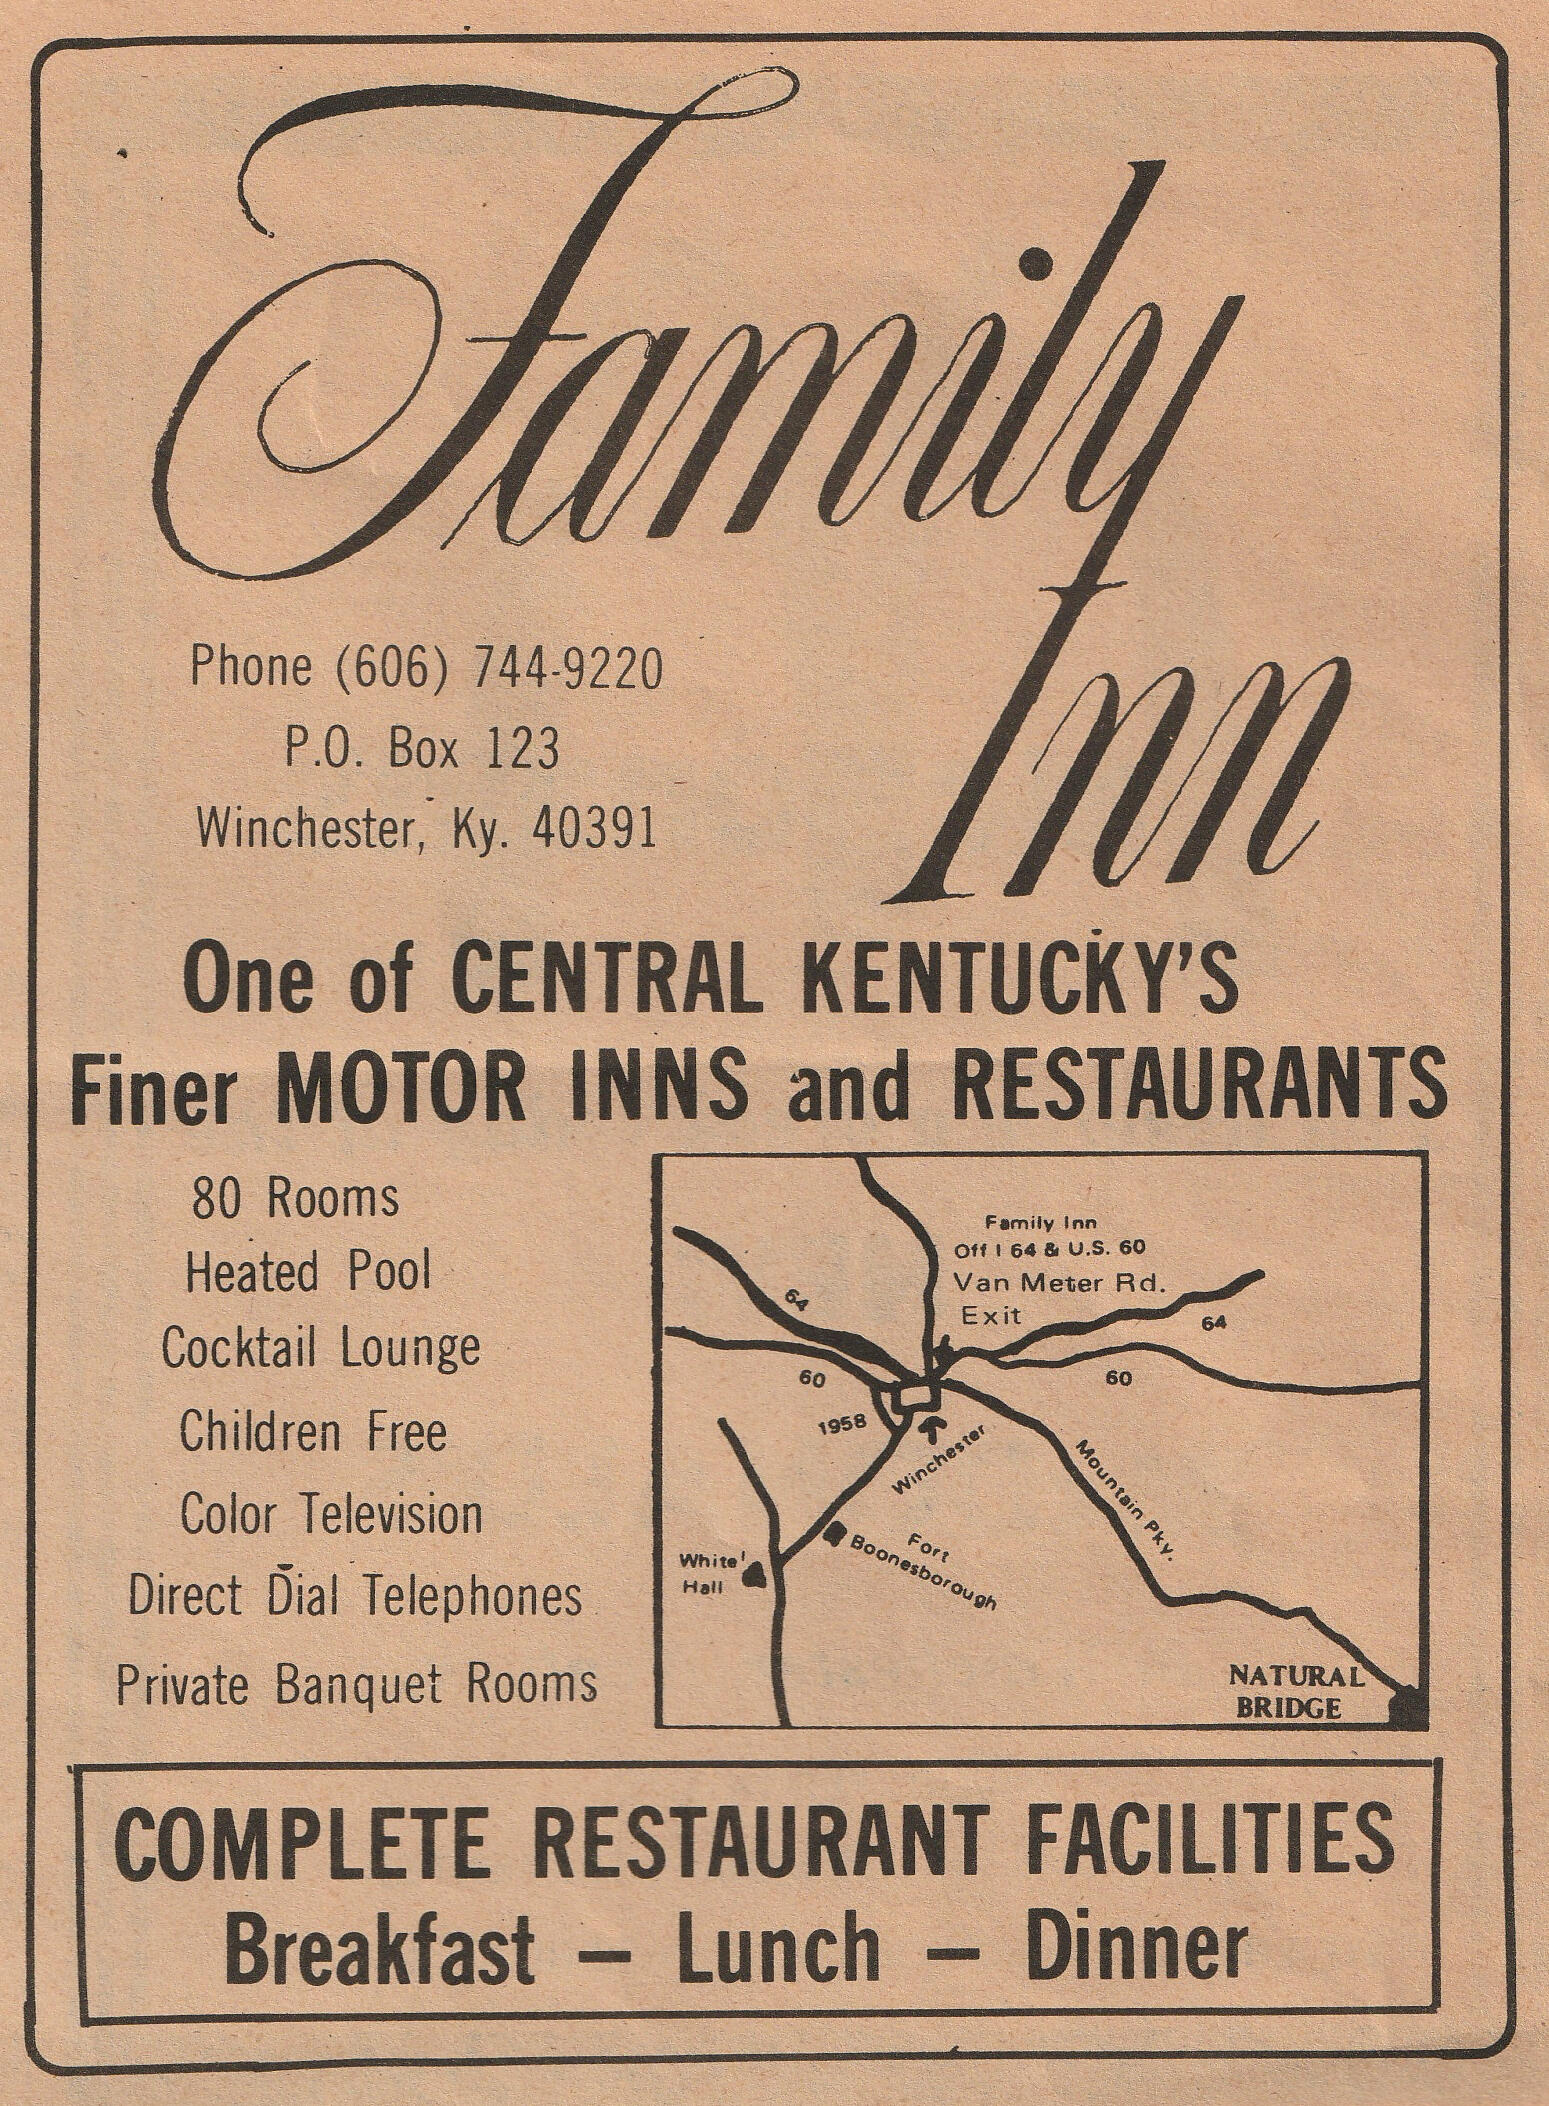 Family
Inn
Phone (606) 744-9220
P.O. Box 123
Winchester, Ky. 40391
One of CENTRAL KENTUCKY'S
Finer MOTOR INNS and RESTAURANTS
80 Rooms
Heated Pool
Cocktail Lounge
Children Free
Color Television
Direct Dial Telephones
Private Banquet Rooms
Family Inn
Off I 64 & U.S. 60
Van Meter Rd.
Exit
64
64
60
60
1958
Winchester
Mountain Pky.
Fort
Boonesborough
White
Hall
NATURAL
BRIDGE
COMPLETE RESTAURANT FACILITIES
Breakfast — Lunch — Dinner